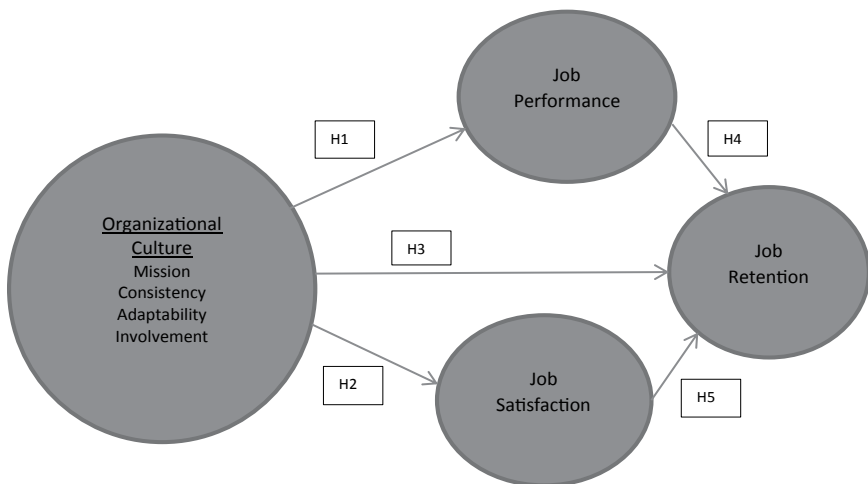 Job
Performance
H1
H4
Organizational
Culture
Mission
Consistency
Adaptability
Involvement
H3
Job
Retention
H2
Job
Satisfaction
H5